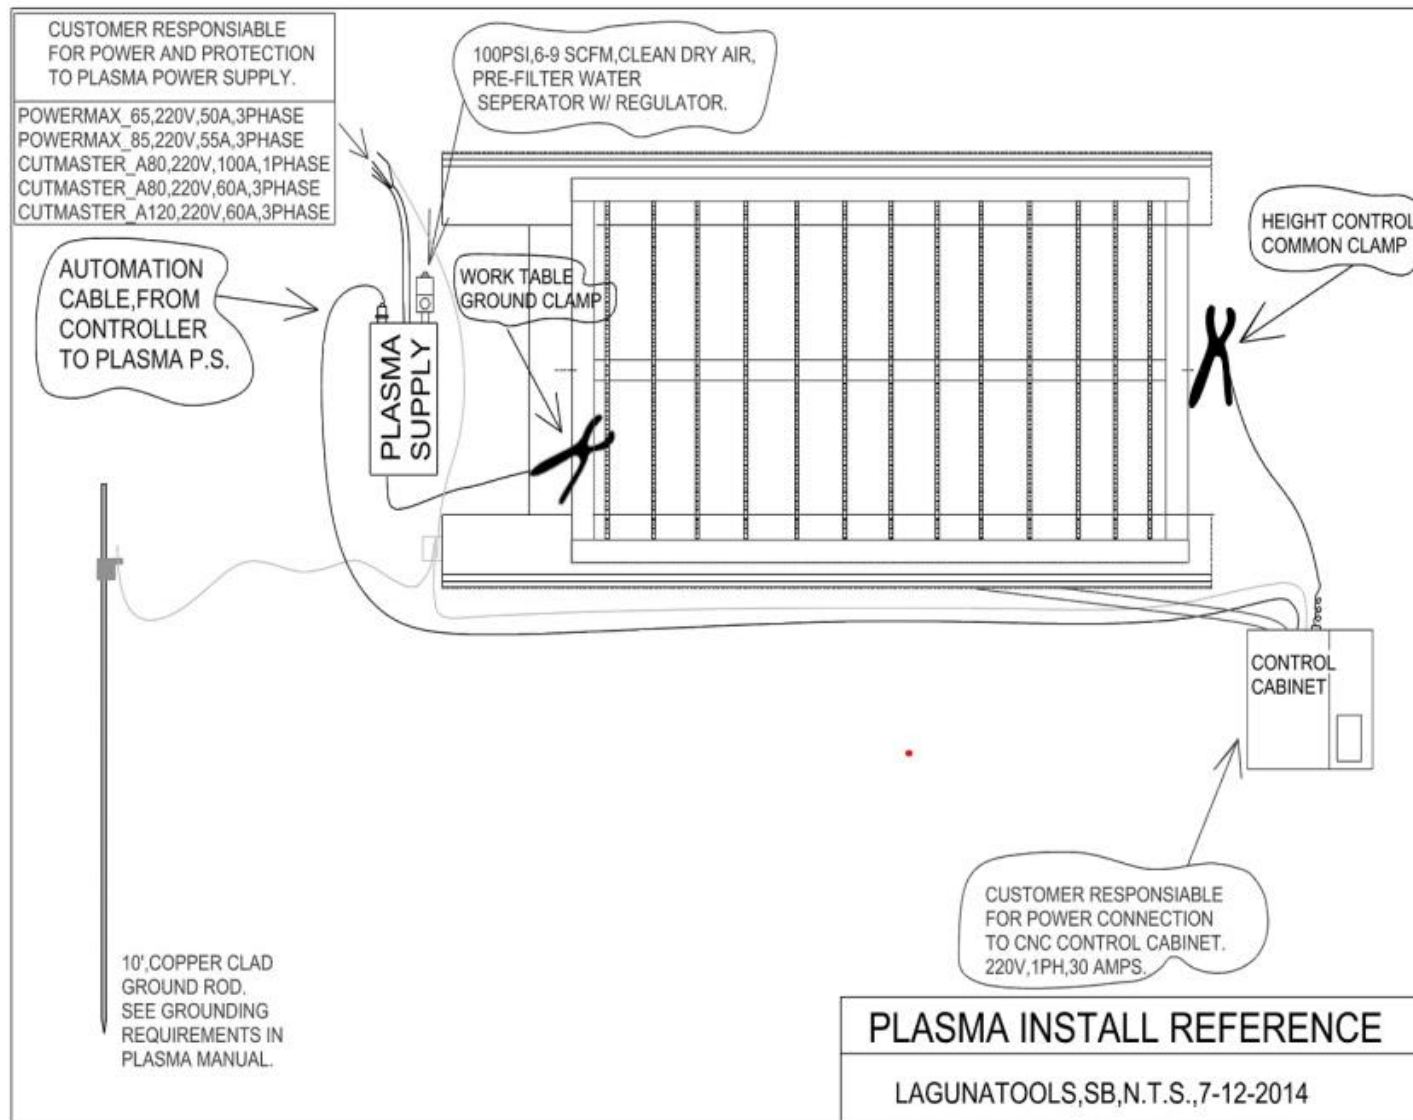 CUSTOMER RESPONSIABLE
FOR POWER AND PROTECTION
TO PLASMA POWER SUPPLY.
POWERMAX_65,220V,50A,3PHASE
POWERMAX_85,220V,55A,3PHASE
CUTMASTER_A80,220V,100A,1PHASE
CUTMASTER_A80,220V,60A,3PHASE
CUTMASTER_A120,220V,60A,3PHASE
100PSI,6-9 SCFM,CLEAN DRY AIR,
PRE-FILTER WATER
SEPERATOR W/ REGULATOR.
HEIGHT CONTROL
COMMON CLAMP
AUTOMATION
CABLE,FROM
CONTROLLER
TO PLASMA P.S.
WORK TABLE
GROUND CLAMP
PLASMA
SUPPLY
CONTROL
CABINET
CUSTOMER RESPONSIABLE
FOR POWER CONNECTION
TO CNC CONTROL CABINET.
220V,1PH,30 AMPS.
10',COPPER CLAD
GROUND ROD.
SEE GROUNDING
REQUIREMENTS IN
PLASMA MANUAL.
PLASMA INSTALL REFERENCE
LAGUNATOOLS,SB,N.T.S.,7-12-2014